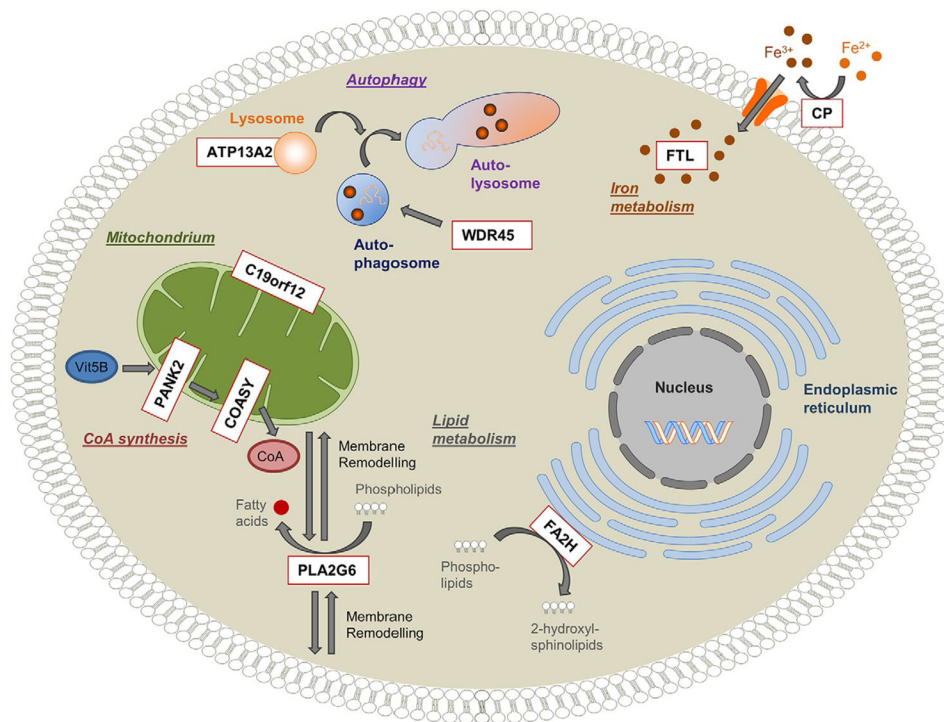 Fe3+
Fe2+
CP
Autophagy
Lysosome
ATP13A2
FTL
Auto-
lysosome
Iron
metabolism
WDR45
Auto-
phagosome
Mitochondrium
C19orf12
Vit5B
PANK2
COASY
Nucleus
Endoplasmic
reticulum
CoA synthesis
Lipid
metabolism
CoA
Membrane
Remodelling
Fatty
acids
Phospholipids
FA2H
PLA2G6
Phospho-
lipids
Membrane
Remodelling
2-hydroxyl-
sphinolipids